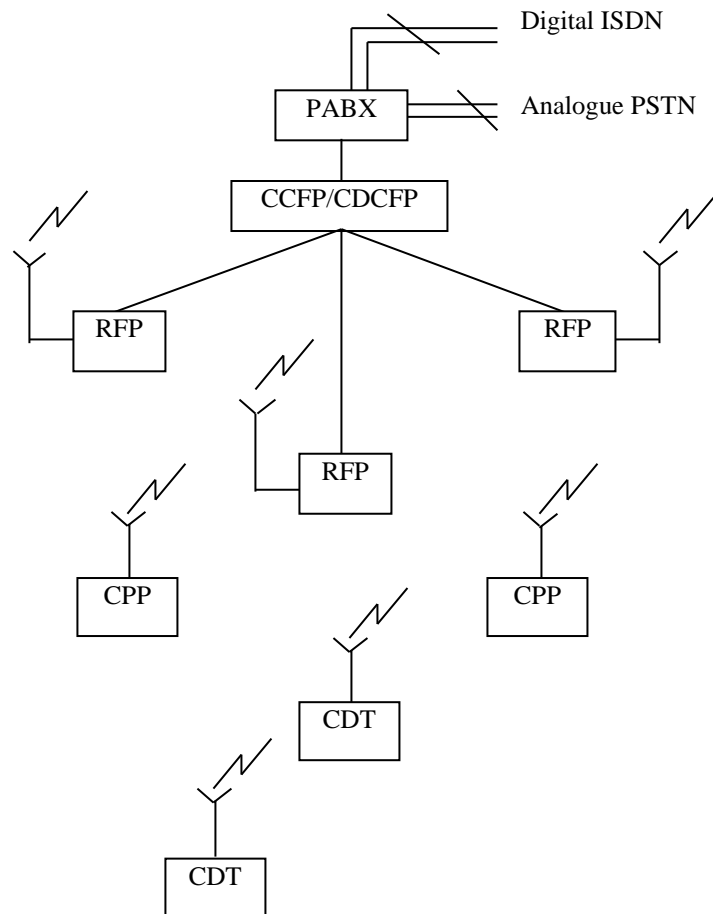 Digital ISDN
PABX
Analogue PSTN
CCFP/CDCFP
RFP
RFP
RFP
CPP
CPP
CDT
CDT